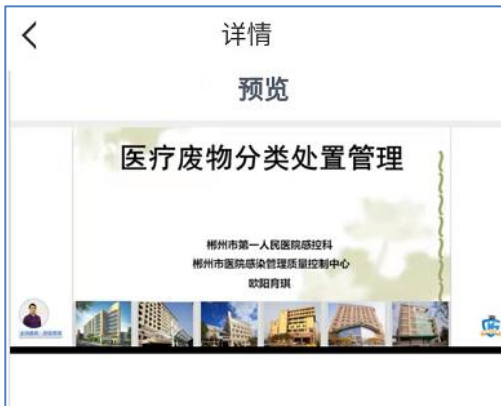 详情
预览
医疗废物分类处置管理
郴州市第一人民医院感控科
郴州市医院感染管理质量控制中心
欧阳育琪